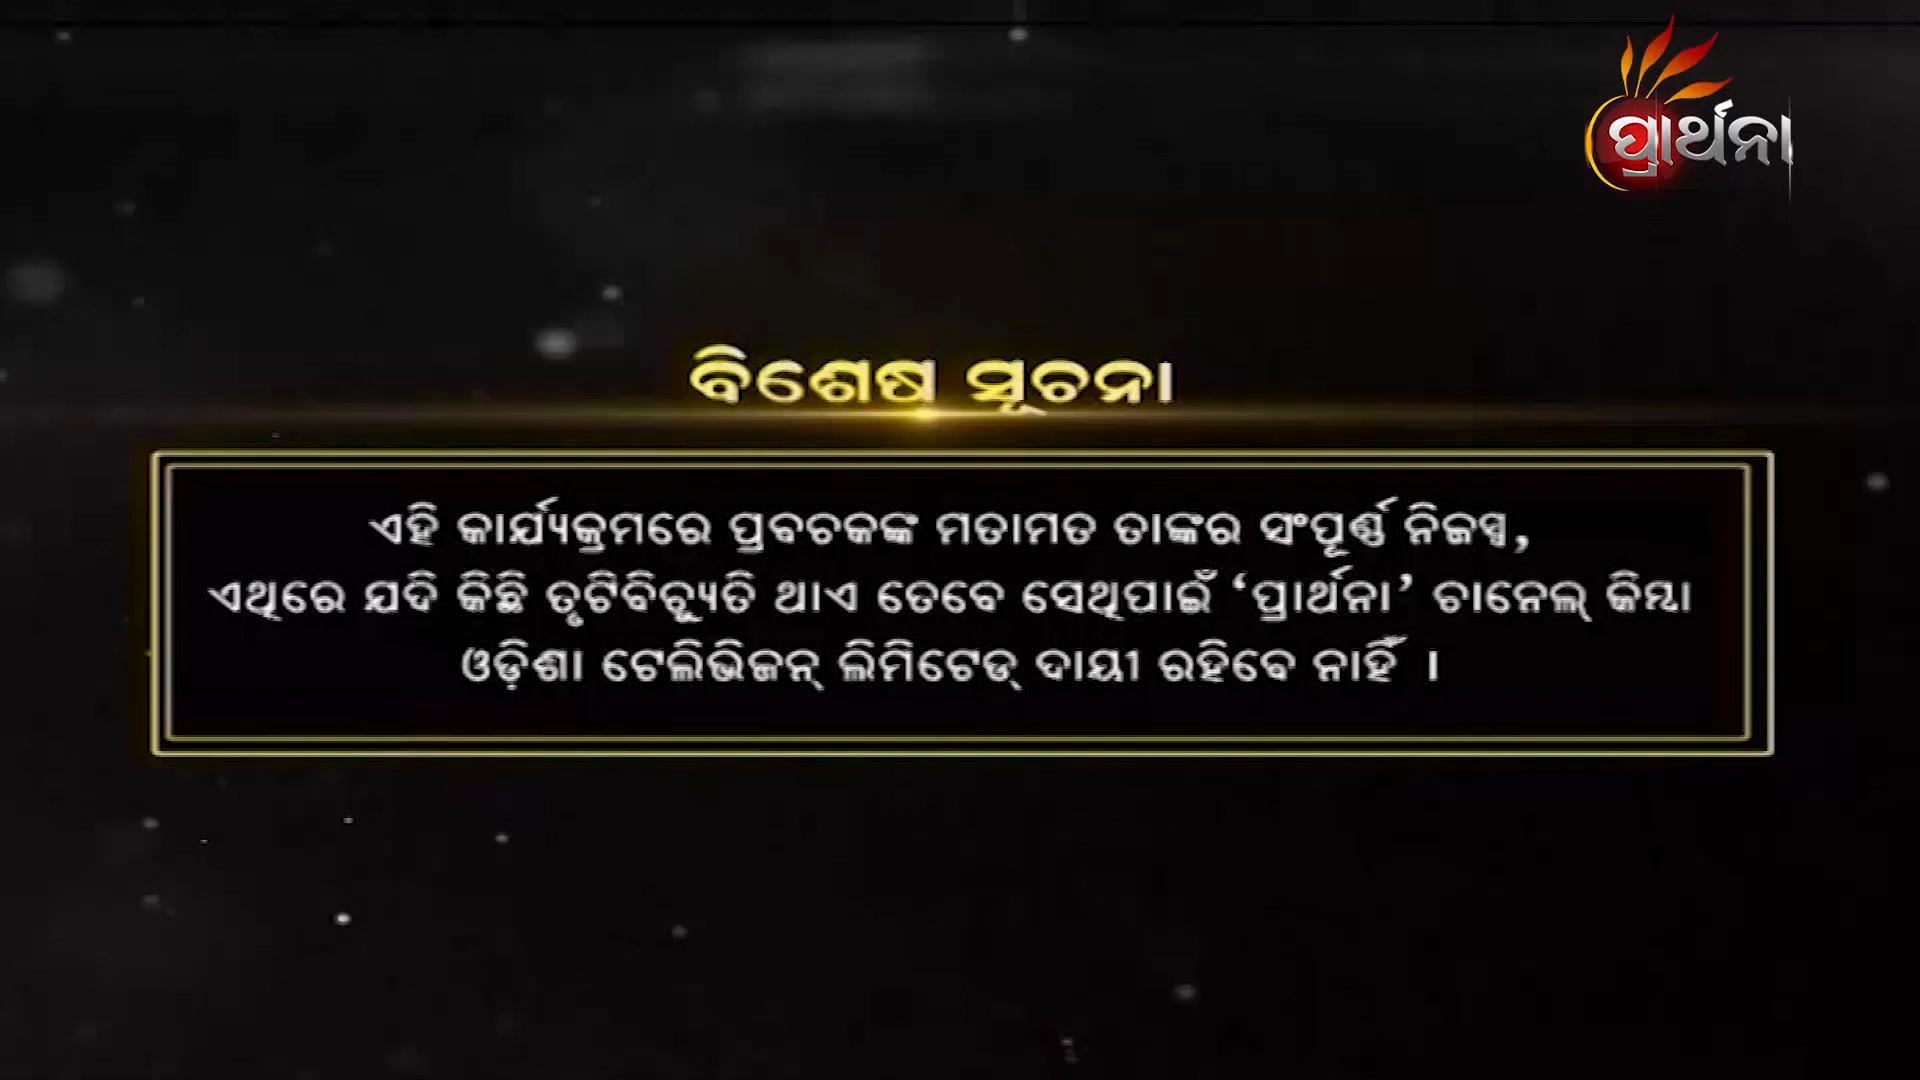 ପ୍ରାର୍ଥନା
ବିଶେଷ ସୂଚନା
ଏହି କାର୍ଯ୍ୟକ୍ରମରେ ପ୍ରବଚକଙ୍କ ମତାମତ ତାଙ୍କର ସଂପୂର୍ଣ୍ଣ ନିଜସ୍ୱ,
ଏଥିରେ ଯଦି କିଛି ତୃଟିବିଚ୍ୟୁତି ଥାଏ ତେବେ ସେଥିପାଇଁ ‘ପ୍ରାର୍ଥନା’ ଚାନେଲ୍ କିମ୍ବା
ଓଡ଼ିଶା ଟେଲିଭିଜନ୍ ଲିମିଟେଡ୍ ଦାୟୀ ରହିବେ ନାହିଁ ।